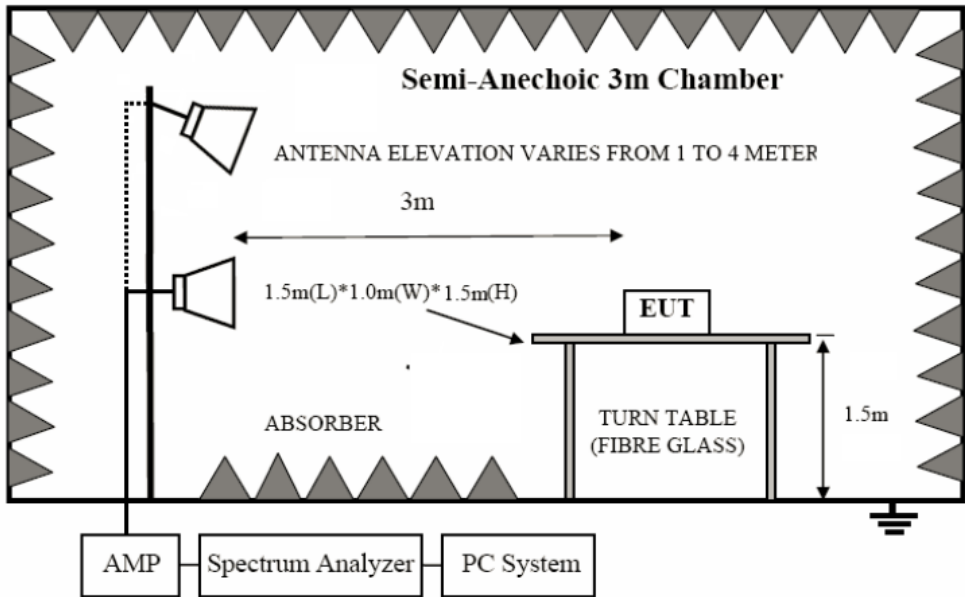 Semi-Anechoic 3m Chamber
ANTENNA ELEVATION VARIES FROM 1 TO 4 METER
3m
1.5m(L)*1.0m(W)*1.5m(H)
EUT
1.5m
ABSORBER
TURN TABLE
(FIBRE GLASS)
AMP
Spectrum Analyzer
PC System